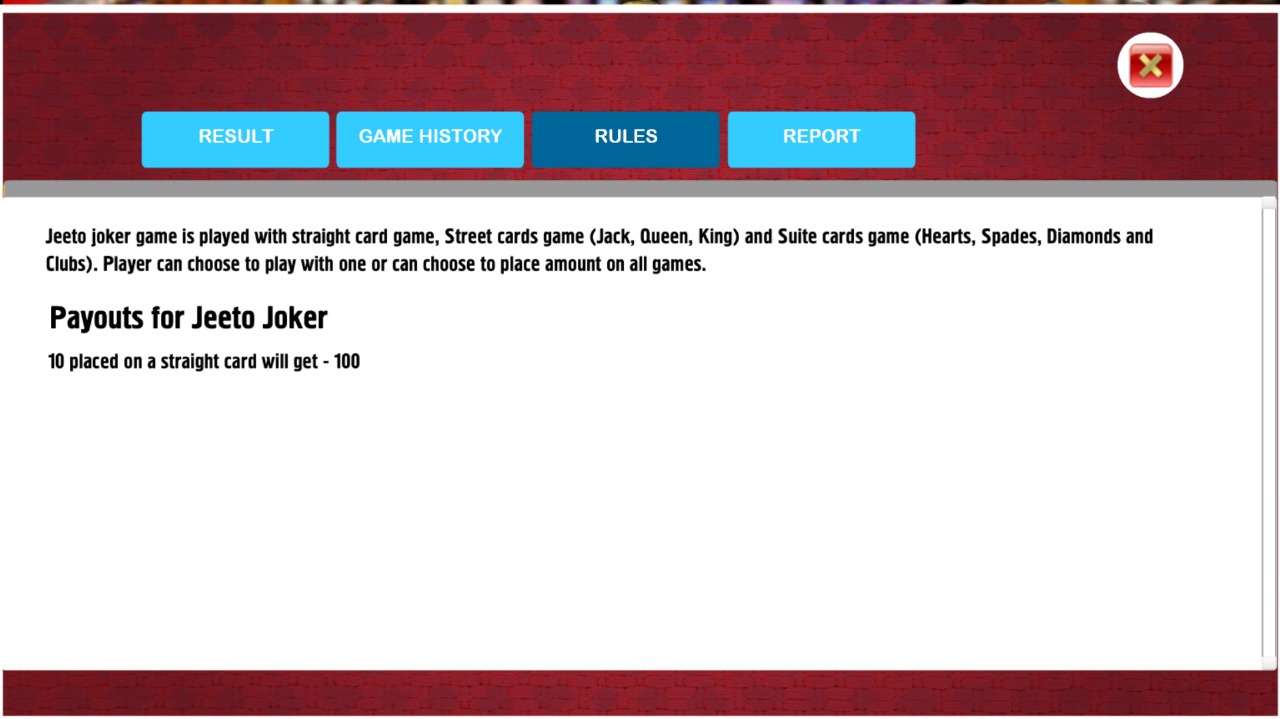 RESULT
GAME HISTORY
RULES
REPORT
Jeeto joker game is played with straight card game, Street cards game (Jack, Queen, King) and Suite cards game (Hearts, Spades, Diamonds and
Clubs). Player can choose to play with one or can choose to place amount on all games.
Payouts for Jeeto Joker
10 placed on a straight card will get - 100